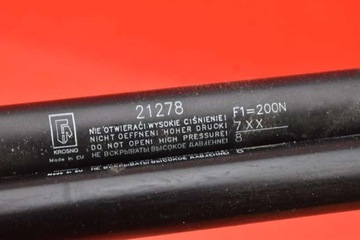 21278
F1=200N
NIE OTWIERAĆ! WYSOKIE CIŚNIENIE!
7XX
NICHT OEFFNEN! HOHER DRUCK!
8
DO NOT OPEN! HIGH PRESSURE!
НЕ ВСКРЫВАТЬ! ВЫСОКОЕ ДАВЛЕНИЕ!
KROSNO
Made in EU